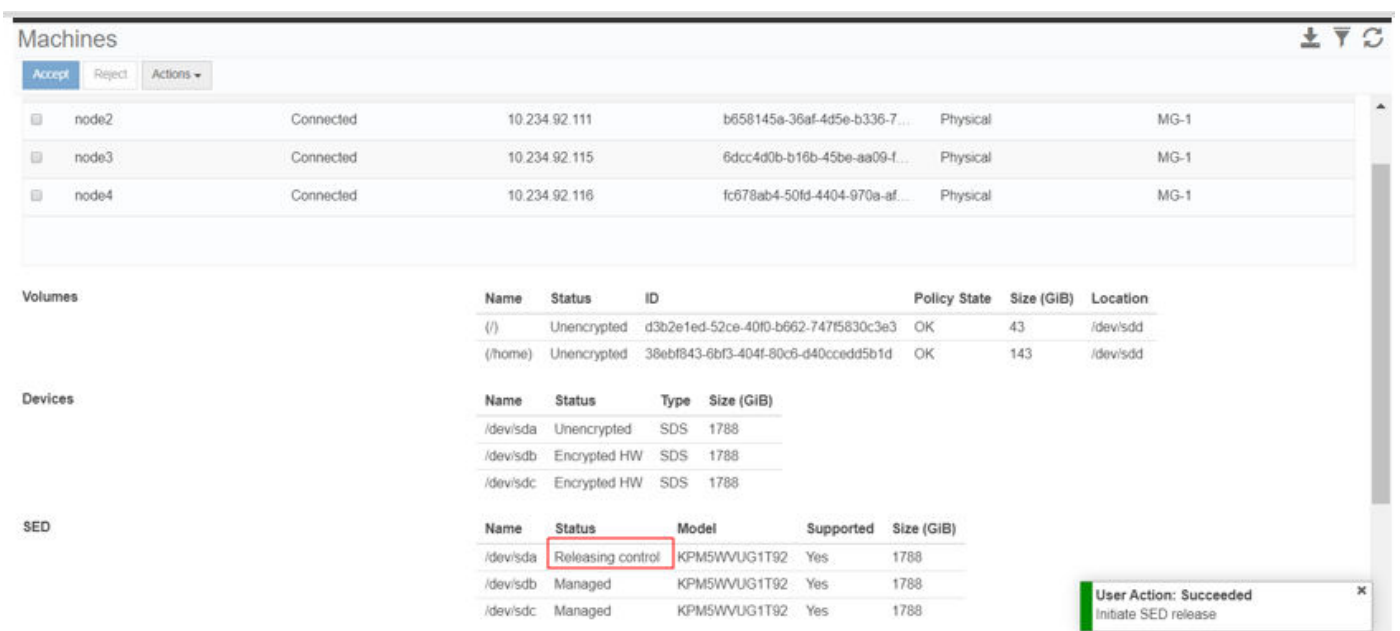 Machines
Accept Reject Actions
node2 Connected 10.234.92.111 b658145a-36af-4d5e-b336-7... Physical MG-1
node3 Connected 10.234.92.115 6dcc4d0b-b16b-45be-aa09-f... Physical MG-1
node4 Connected 10.234.92.116 fc678ab4-50fd-4404-970a-af... Physical MG-1
Volumes Name Status ID Policy State Size (GiB) Location
(/) Unencrypted d3b2e1ed-52ce-40f0-b662-747f5830c3e3 OK 43 /dev/sdd
(/home) Unencrypted 38ebf843-6bf3-404f-80c6-d40ccedd5b1d OK 143 /dev/sdd
Devices Name Status Type Size (GiB)
/dev/sda Unencrypted SDS 1788
/dev/sdb Encrypted HW SDS 1788
/dev/sdc Encrypted HW SDS 1788
SED Name Status Model Supported Size (GiB)
/dev/sda Releasing control KPM5WVUG1T92 Yes 1788
/dev/sdb Managed KPM5WVUG1T92 Yes 1788
/dev/sdc Managed KPM5WVUG1T92 Yes 1788
User Action: Succeeded
Initiate SED release